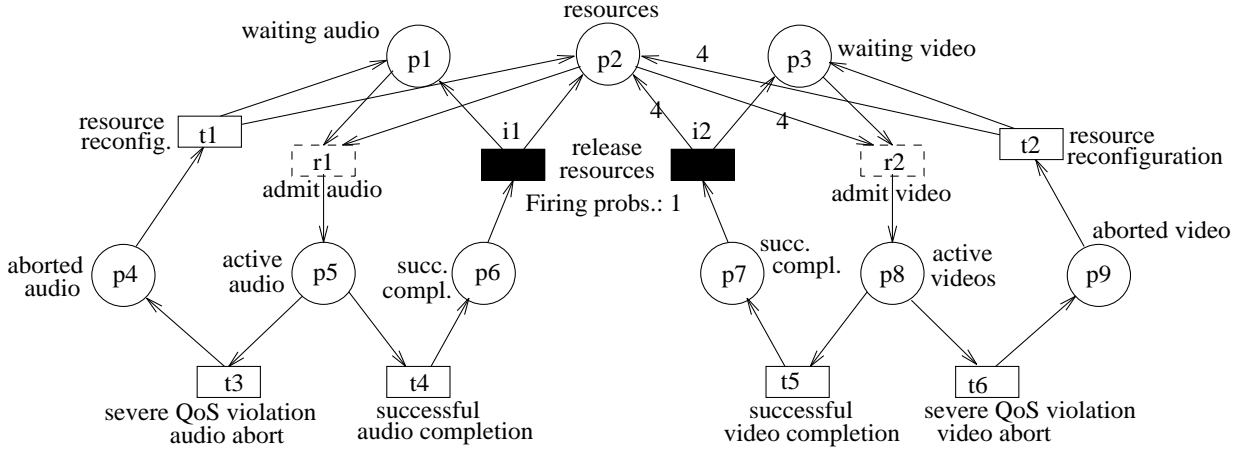 resources
waiting audio
p1
p2
4
p3
waiting video
resource
reconfig.
t1
i1
4
i2
4
t2
resource
reconfiguration
r1
admit audio
release
resources
Firing probs.: 1
r2
admit video
aborted
audio
p4
active
audio
p5
succ.
compl.
p6
p7
succ.
compl.
p8
active
videos
aborted video
p9
t3
t4
t5
t6
severe QoS violation
audio abort
successful
audio completion
successful
video completion
severe QoS violation
video abort